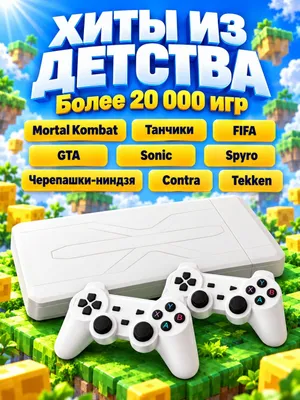 ХИТЫ ИЗ
ДЕТСТВА
Более 20 000 игр
Mortal Kombat Танчики FIFA
GTA Sonic Spyro
Черепашки-ниндзя Contra Tekken